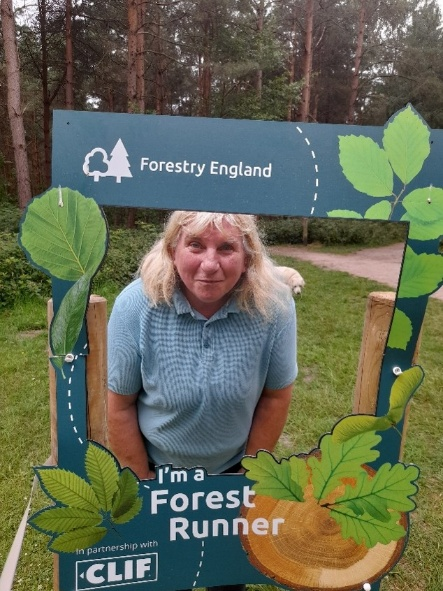 Forestry England
I'm a
Forest
Runner
In partnership with
CLIF